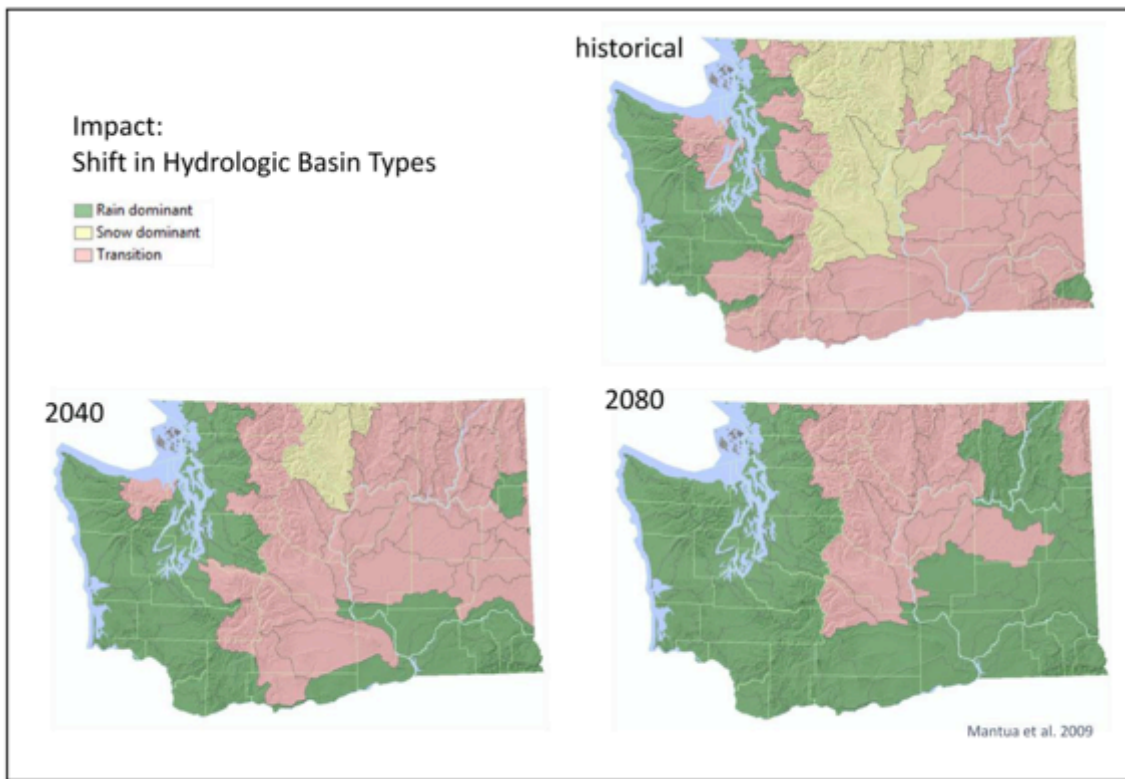 historical
Impact:
Shift in Hydrologic Basin Types
Rain dominant
Snow dominant
Transition
2040
2080
Mantua et al. 2009